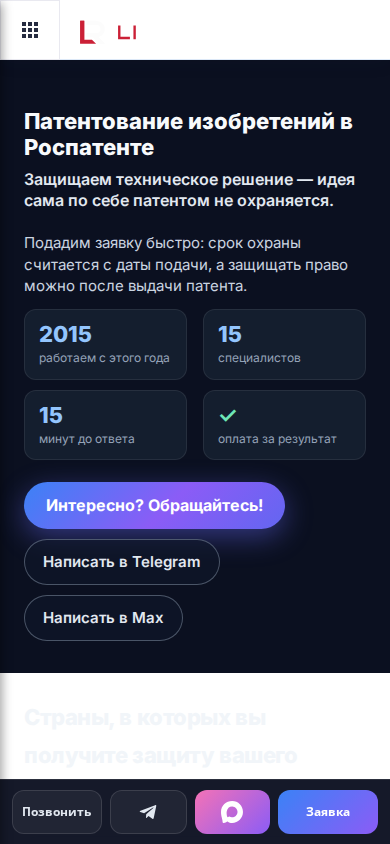 Патентование изобретений в
Роспатенте
Защищаем техническое решение — идея
сама по себе патентом не охраняется.
Подадим заявку быстро: срок охраны
считается с даты подачи, а защищать право
можно после выдачи патента.
2015
работаем с этого года
15
специалистов
15
минут до ответа
оплата за результат
Интересно? Обращайтесь!
Написать в Telegram
Написать в Max
Страны, в которых вы
получите защиту вашего
Позвонить
Заявка